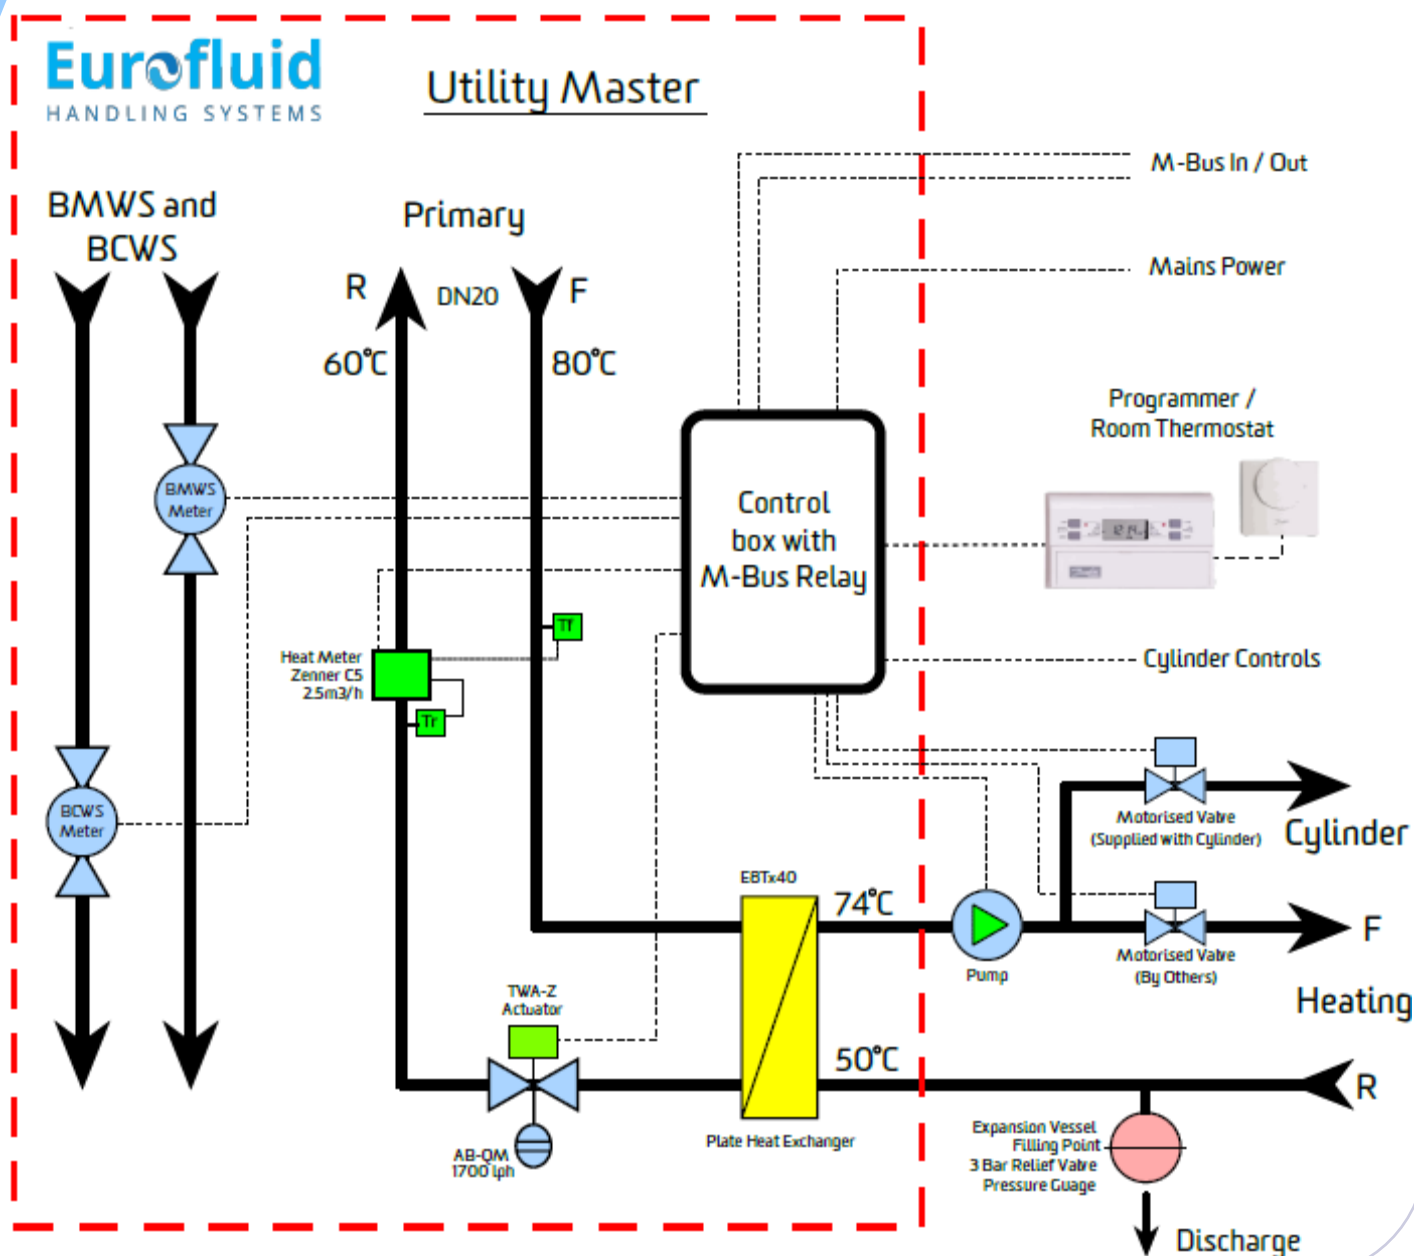 Eurofluid
HANDLING SYSTEMS
Utility Master
BMWS and
BCWS
Primary
R
DN20
F
60°C
80°C
M-Bus In / Out
Mains Power
Programmer /
Room Thermostat
BMWS
Meter
Control
box with
M-Bus Relay
Tf
Heat Meter
Zenner C5
2.5m3/h
Tr
Cylinder Controls
BCWS
Meter
Motorised Valve
(Supplied with Cylinder)
Cylinder
EBTx40
74°C
Pump
Motorised Valve
(By Others)
F
Heating
TWA-Z
Actuator
50°C
R
AB-QM
1700 lph
Plate Heat Exchanger
Expansion Vessel
Filling Point
3 Bar Relief Valve
Pressure Guage
Discharge